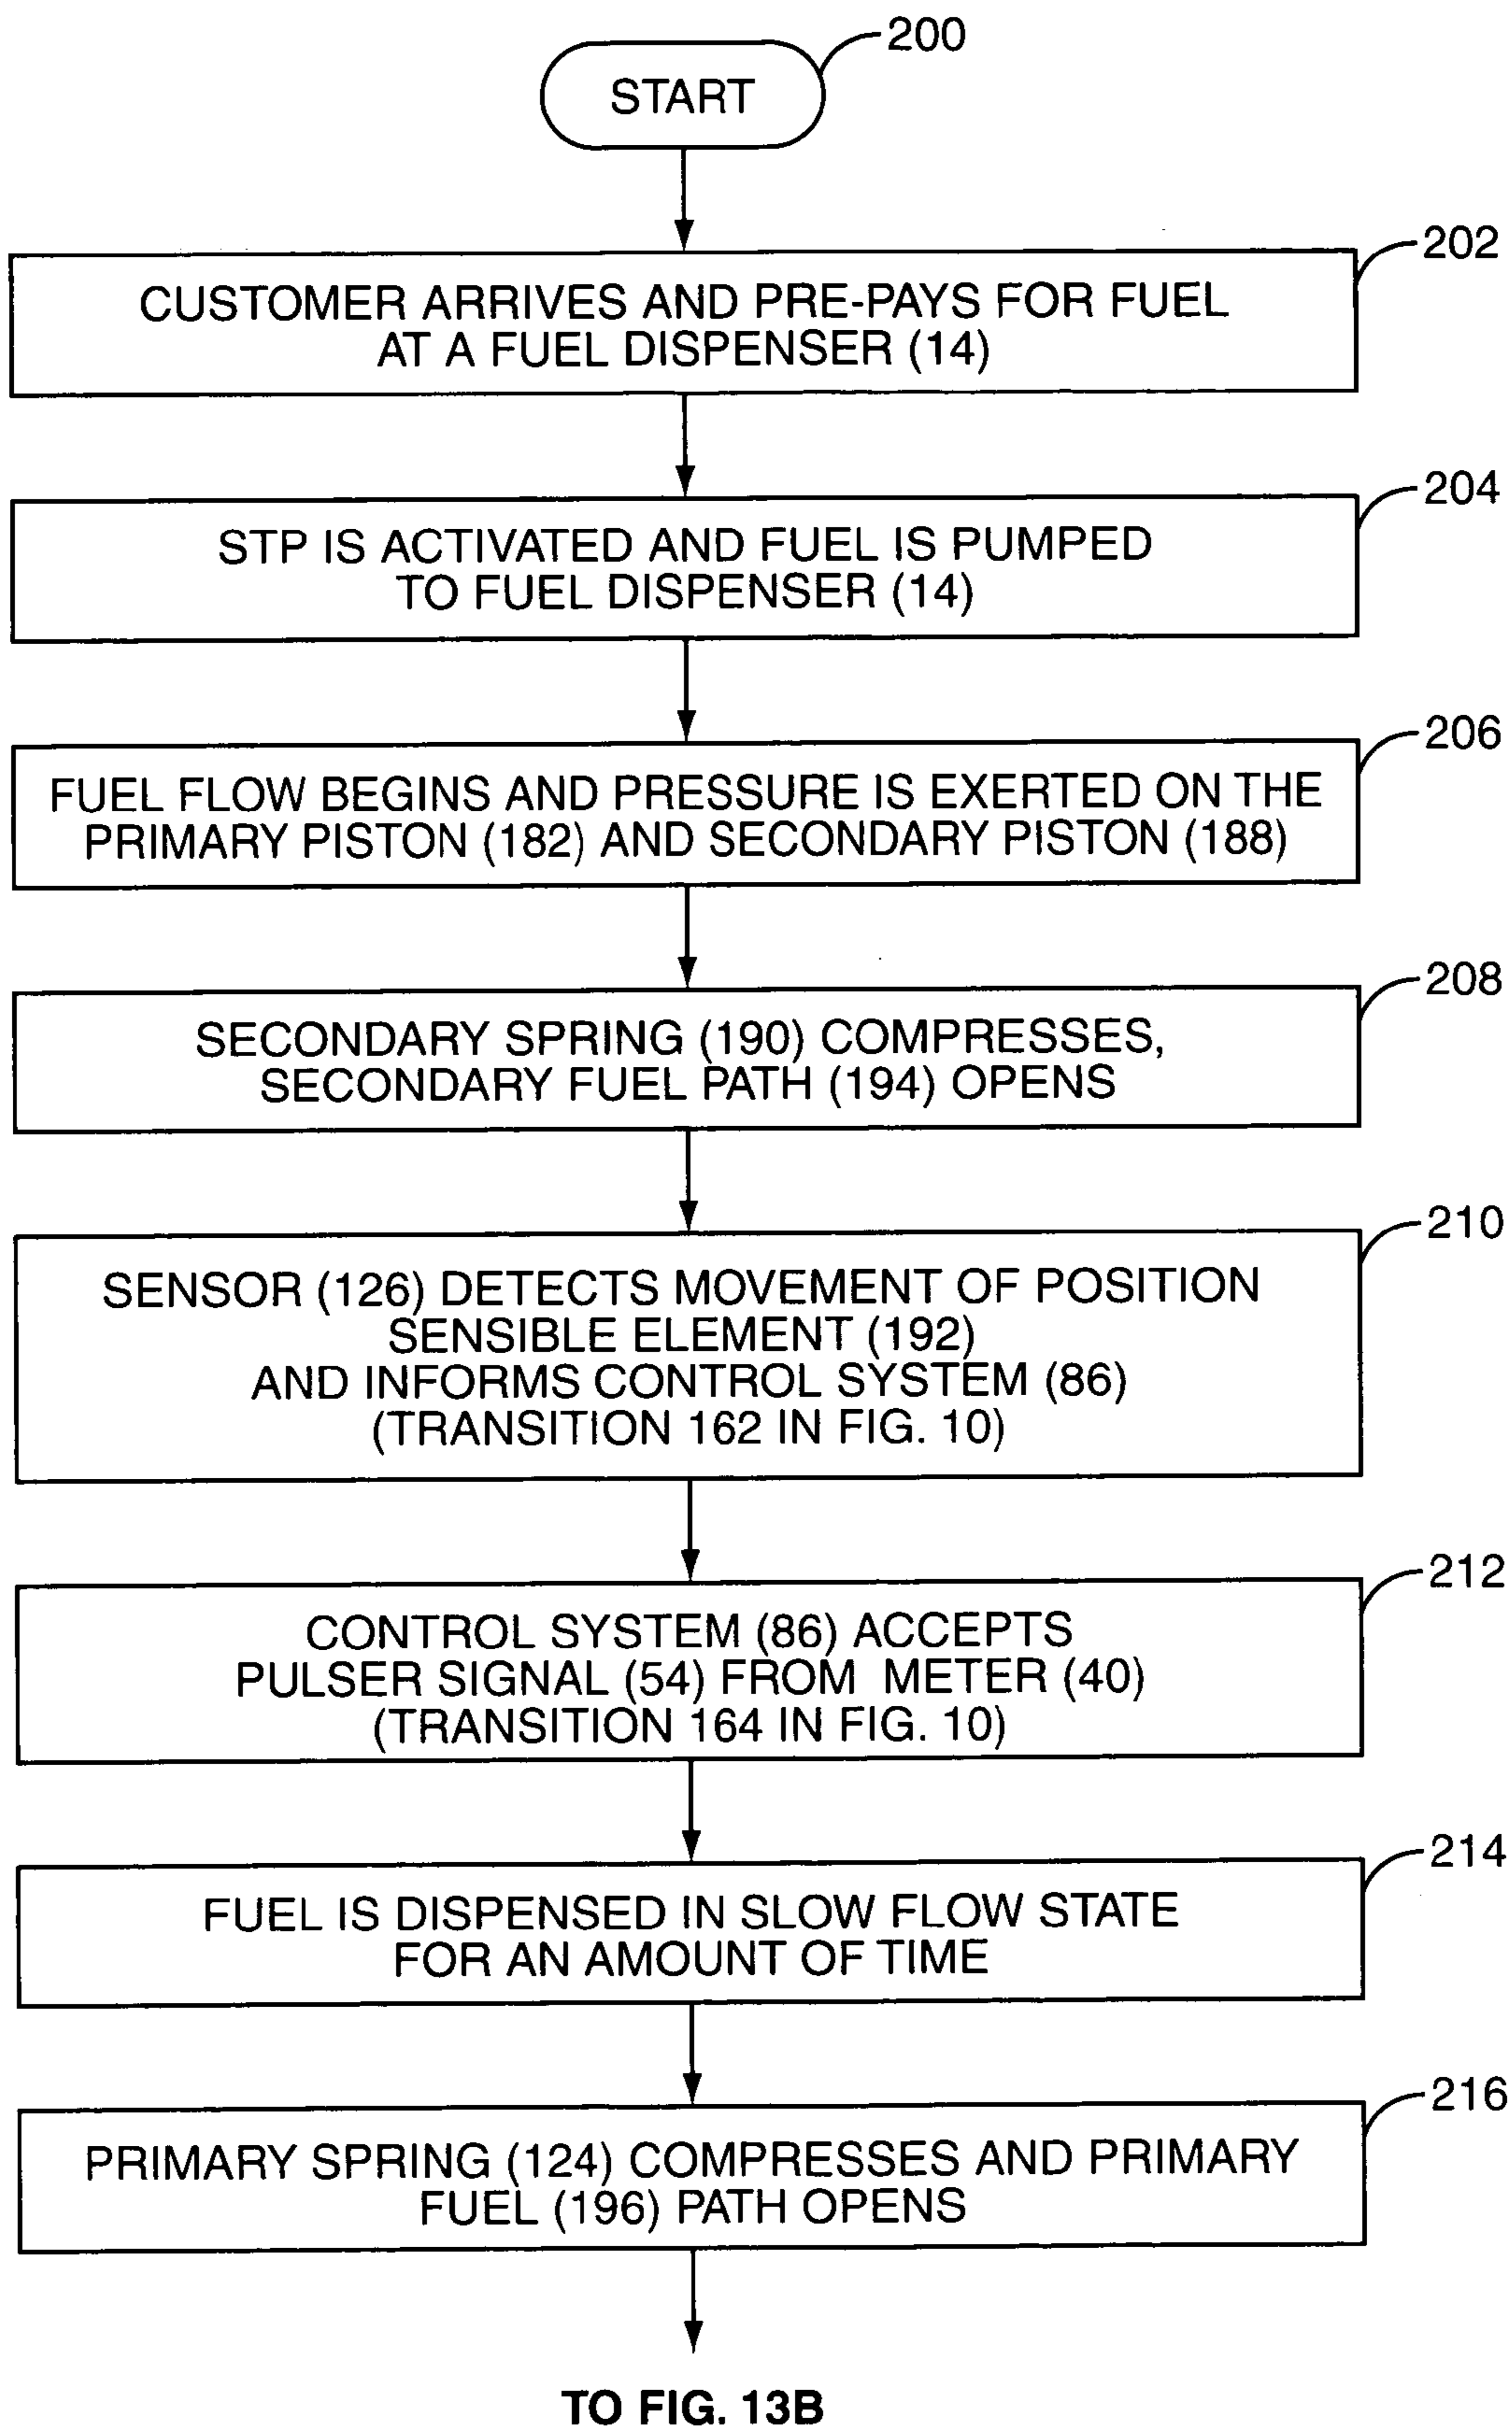 200
START
202
CUSTOMER ARRIVES AND PRE-PAYS FOR FUEL
AT A FUEL DISPENSER (14)
204
STP IS ACTIVATED AND FUEL IS PUMPED
TO FUEL DISPENSER (14)
206
FUEL FLOW BEGINS AND PRESSURE IS EXERTED ON THE
PRIMARY PISTON (182) AND SECONDARY PISTON (188)
208
SECONDARY SPRING (190) COMPRESSES,
SECONDARY FUEL PATH (194) OPENS
210
SENSOR (126) DETECTS MOVEMENT OF POSITION
SENSIBLE ELEMENT (192)
AND INFORMS CONTROL SYSTEM (86)
(TRANSITION 162 IN FIG. 10)
212
CONTROL SYSTEM (86) ACCEPTS
PULSER SIGNAL (54) FROM METER (40)
(TRANSITION 164 IN FIG. 10)
214
FUEL IS DISPENSED IN SLOW FLOW STATE
FOR AN AMOUNT OF TIME
216
PRIMARY SPRING (124) COMPRESSES AND PRIMARY
FUEL (196) PATH OPENS
TO FIG. 13B